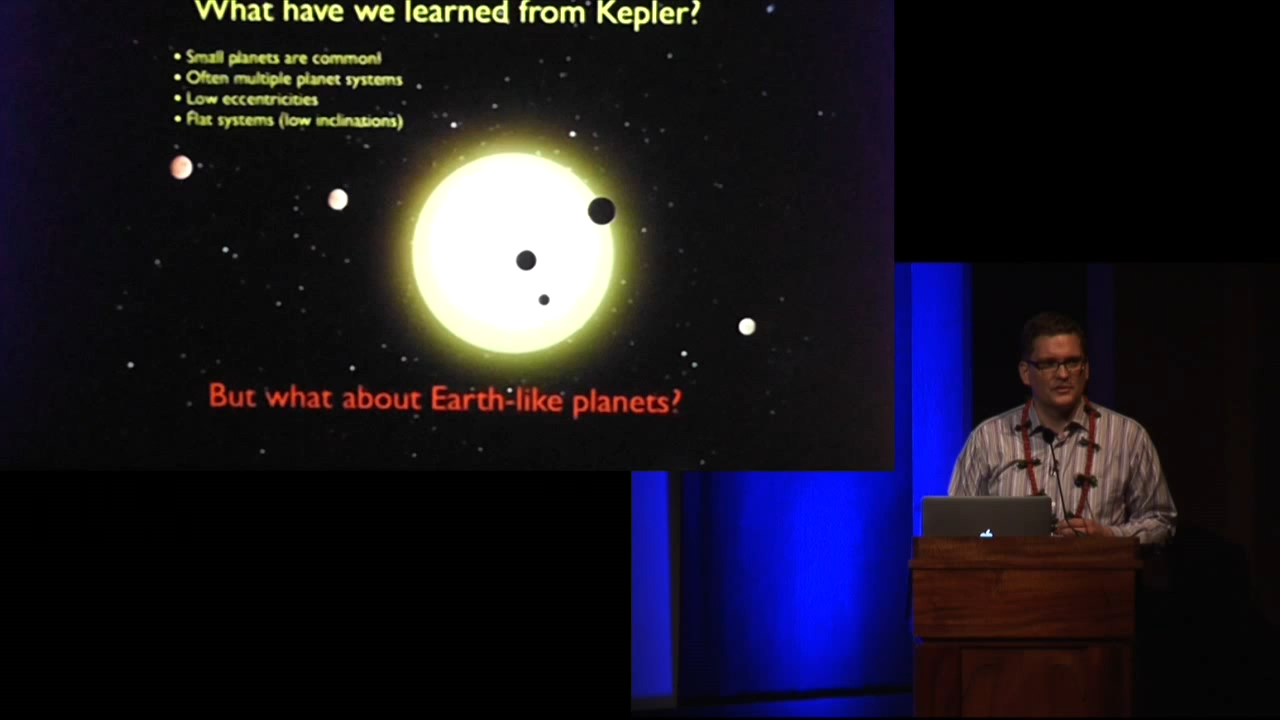 What have we learned from Kepler?
• Small planets are common!
• Often multiple planet systems
• Low eccentricities
• Flat systems (low inclinations)
But what about Earth-like planets?